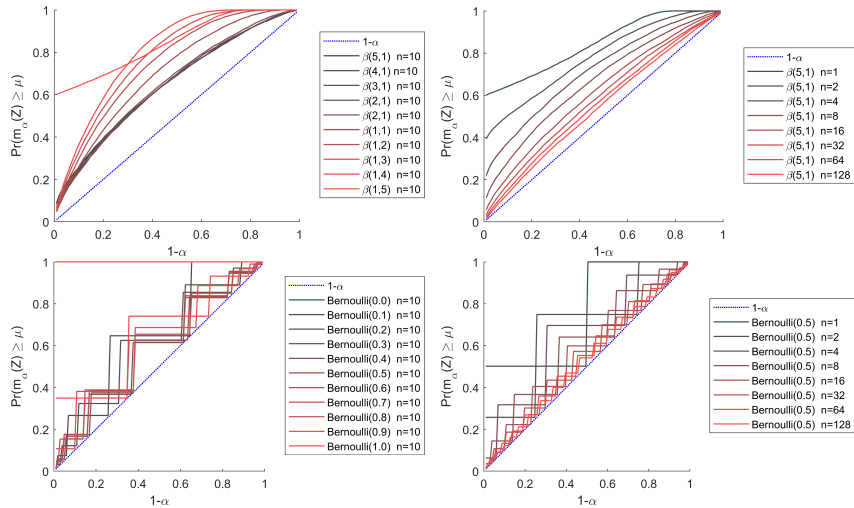 Pr(m_α(Z) ≥ μ)
1
0.8
0.6
0.4
0.2
0
0 0.2 0.4 0.6 0.8 1
1-α
1-α
β(5,1) n=10
β(4,1) n=10
β(3,1) n=10
β(2,1) n=10
β(2,1) n=10
β(1,1) n=10
β(1,2) n=10
β(1,3) n=10
β(1,4) n=10
β(1,5) n=10
Pr(m_α(Z) ≥ μ)
1
0.8
0.6
0.4
0.2
0
0 0.2 0.4 0.6 0.8 1
1-α
1-α
β(5,1) n=1
β(5,1) n=2
β(5,1) n=4
β(5,1) n=8
β(5,1) n=16
β(5,1) n=32
β(5,1) n=64
β(5,1) n=128
Pr(m_α(Z) ≥ μ)
1
0.8
0.6
0.4
0.2
0
0 0.2 0.4 0.6 0.8 1
1-α
1-α
Bernoulli(0.0) n=10
Bernoulli(0.1) n=10
Bernoulli(0.2) n=10
Bernoulli(0.3) n=10
Bernoulli(0.4) n=10
Bernoulli(0.5) n=10
Bernoulli(0.6) n=10
Bernoulli(0.7) n=10
Bernoulli(0.8) n=10
Bernoulli(0.9) n=10
Bernoulli(1.0) n=10
Pr(m_α(Z) ≥ μ)
1
0.8
0.6
0.4
0.2
0
0 0.2 0.4 0.6 0.8 1
1-α
1-α
Bernoulli(0.5) n=1
Bernoulli(0.5) n=2
Bernoulli(0.5) n=4
Bernoulli(0.5) n=8
Bernoulli(0.5) n=16
Bernoulli(0.5) n=32
Bernoulli(0.5) n=64
Bernoulli(0.5) n=128